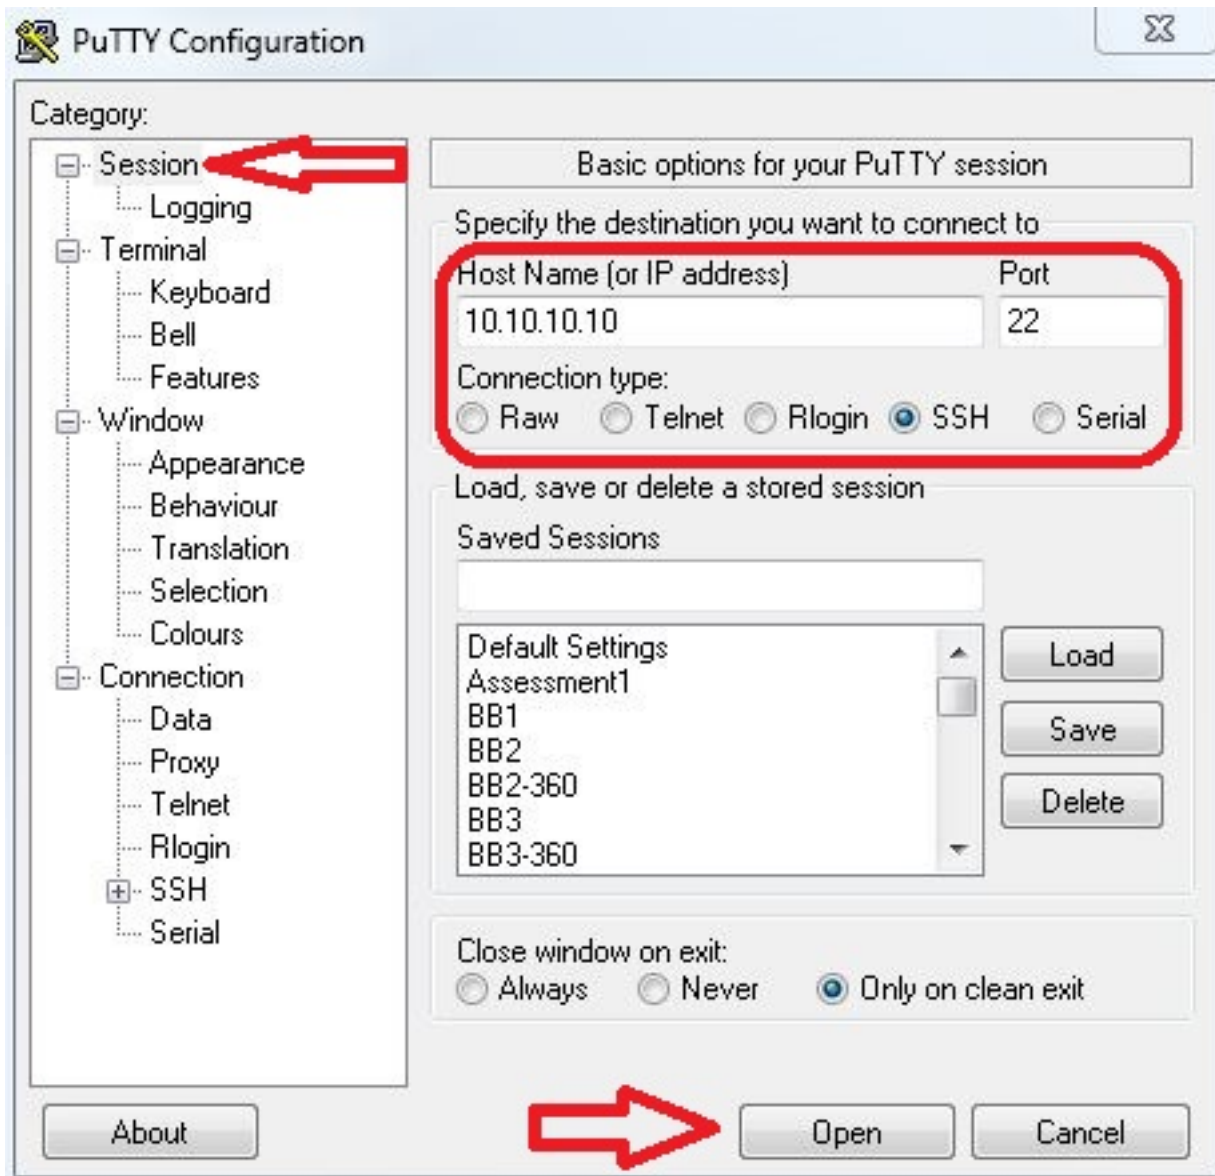 PuTTY Configuration
Category:
Session
Logging
Terminal
Keyboard
Bell
Features
Window
Appearance
Behaviour
Translation
Selection
Colours
Connection
Data
Proxy
Telnet
Rlogin
SSH
Serial
Basic options for your PuTTY session
Specify the destination you want to connect to
Host Name (or IP address) Port
10.10.10.10 22
Connection type:
Raw Telnet Rlogin SSH Serial
Load, save or delete a stored session
Saved Sessions
Default Settings
Assessment1
BB1
BB2
BB2-360
BB3
BB3-360
Load
Save
Delete
Close window on exit:
Always Never Only on clean exit
About Open Cancel